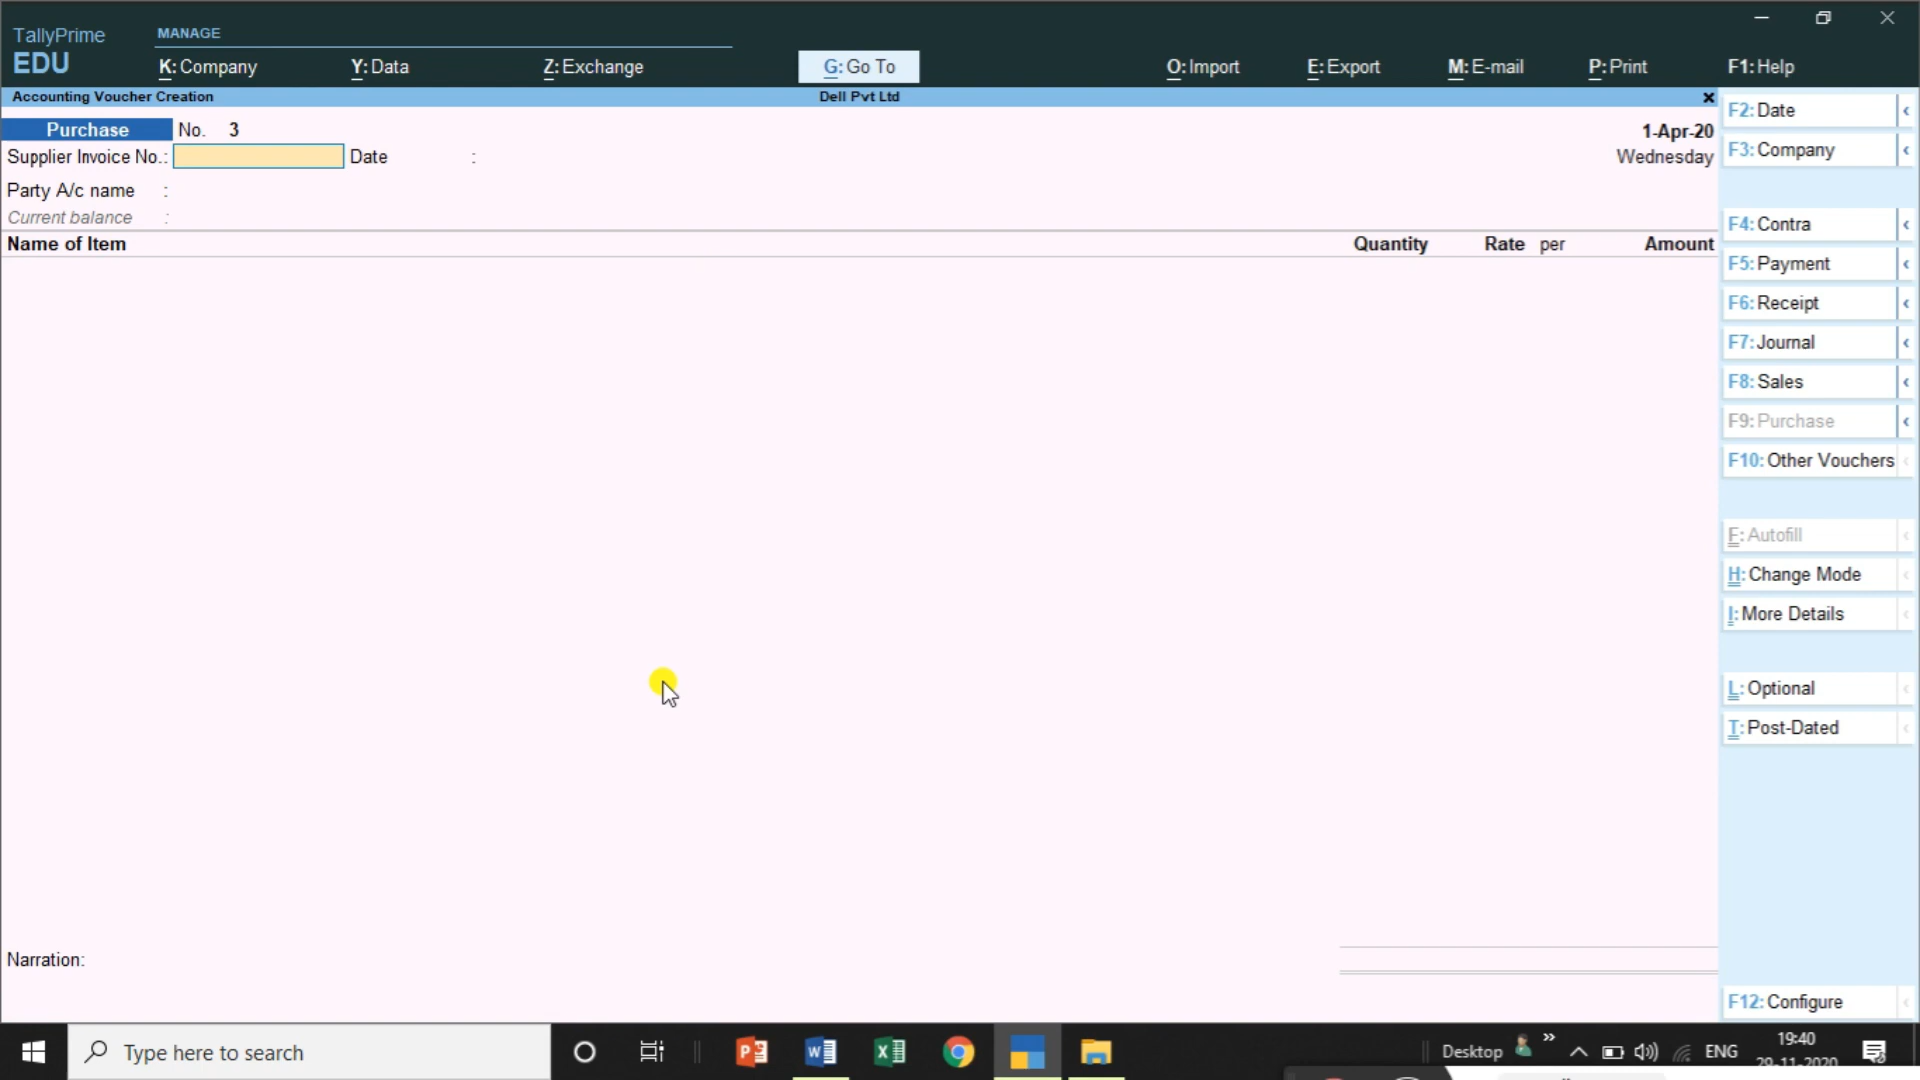 TallyPrime
EDU
MANAGE
K: Company
Y: Data
Z: Exchange
G: Go To
O: Import
E: Export
M: E-mail
P: Print
F1: Help
Accounting Voucher Creation
Dell Pvt Ltd
Purchase No. 3
1-Apr-20
Supplier Invoice No.: Date :
Wednesday
Party A/c name :
Current balance :
Name of Item Quantity Rate per Amount
Narration:
F2: Date
F3: Company
F4: Contra
F5: Payment
F6: Receipt
F7: Journal
F8: Sales
F9: Purchase
F10: Other Vouchers
F: Autofill
H: Change Mode
I: More Details
L: Optional
T: Post-Dated
F12: Configure
Type here to search
Desktop
ENG
19:40
29-11-2020